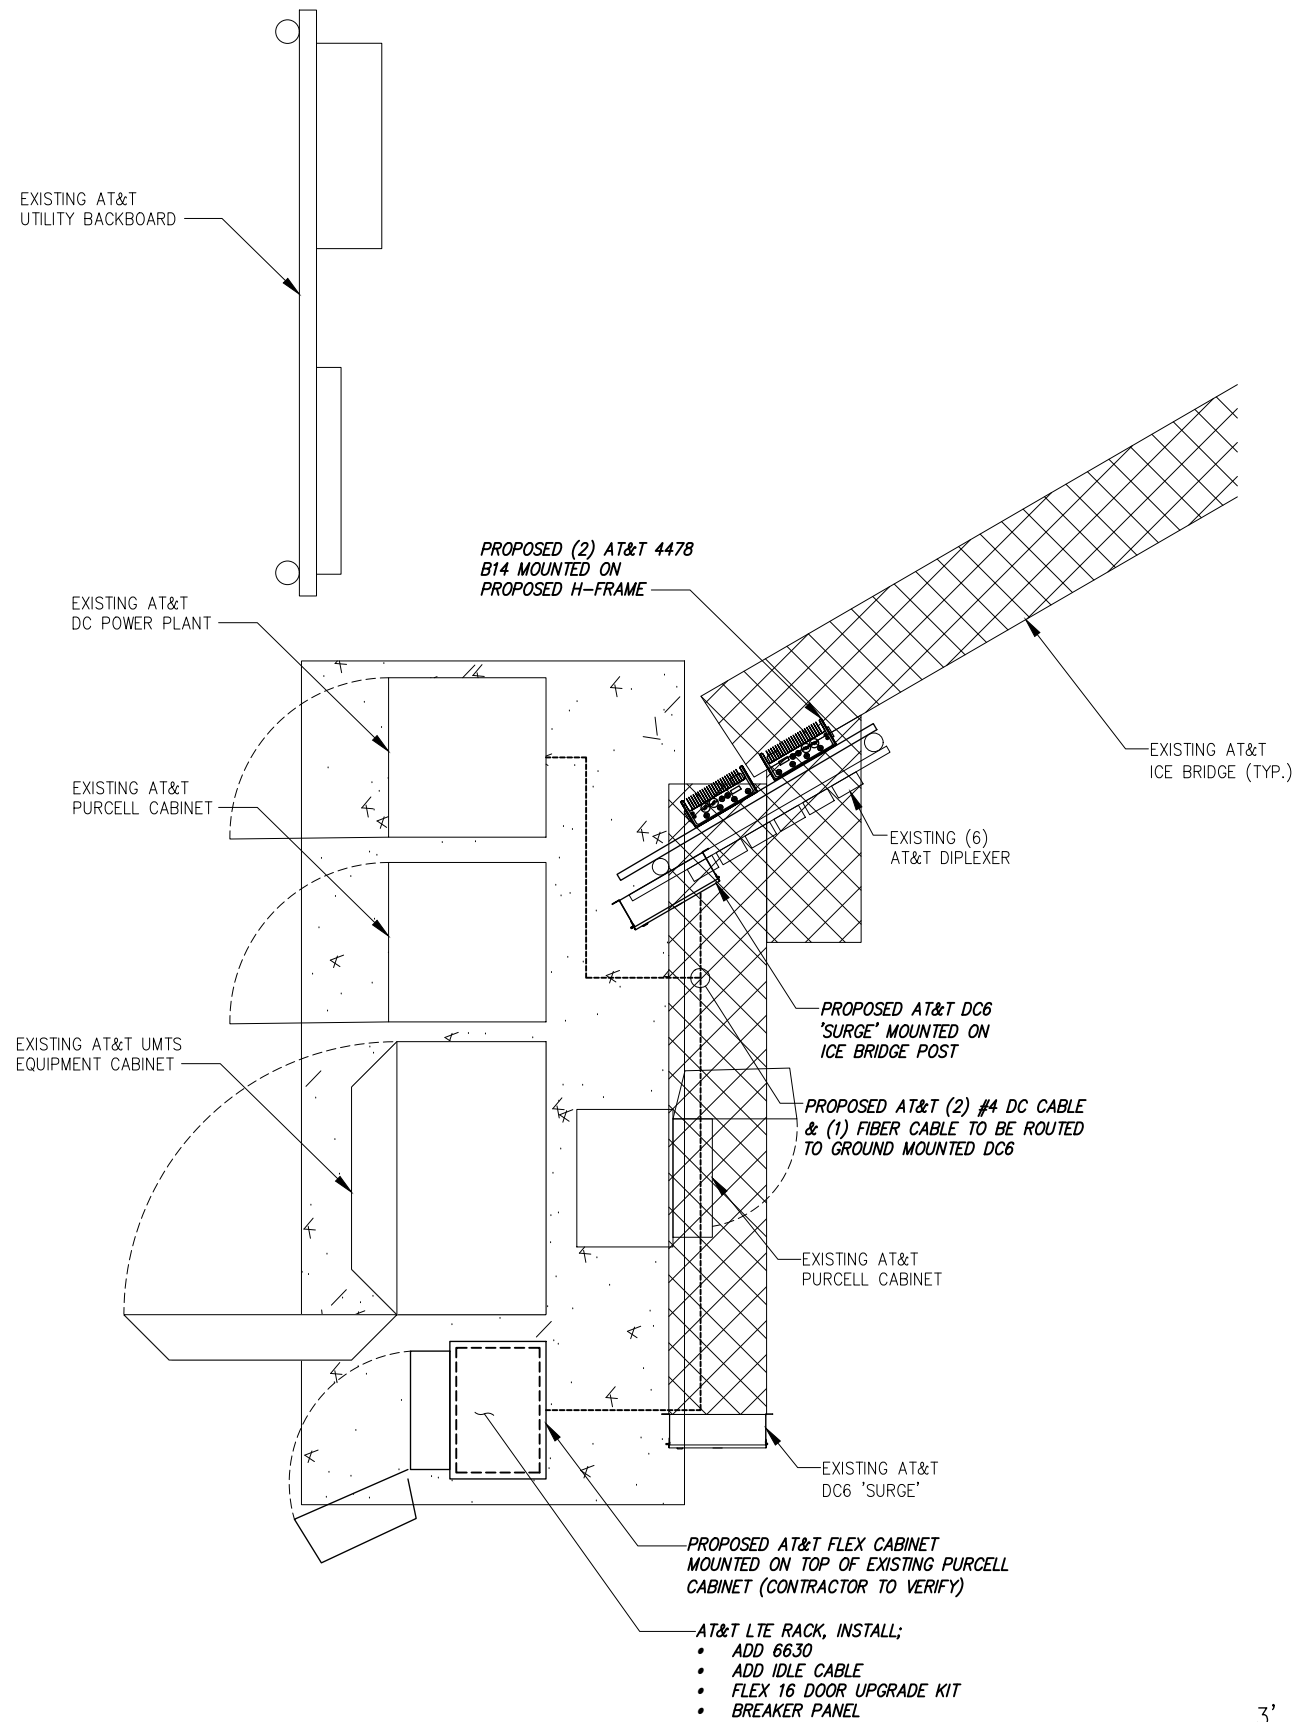 EXISTING AT&T
UTILITY BACKBOARD
PROPOSED (2) AT&T 4478
B14 MOUNTED ON
PROPOSED H-FRAME
EXISTING AT&T
DC POWER PLANT
EXISTING AT&T
ICE BRIDGE (TYP.)
EXISTING AT&T
PURCELL CABINET
EXISTING (6)
AT&T DIPLEXER
PROPOSED AT&T DC6
'SURGE' MOUNTED ON
ICE BRIDGE POST
EXISTING AT&T UMTS
EQUIPMENT CABINET
PROPOSED AT&T (2) #4 DC CABLE
& (1) FIBER CABLE TO BE ROUTED
TO GROUND MOUNTED DC6
EXISTING AT&T
PURCELL CABINET
EXISTING AT&T
DC6 'SURGE'
PROPOSED AT&T FLEX CABINET
MOUNTED ON TOP OF EXISTING PURCELL
CABINET (CONTRACTOR TO VERIFY)
AT&T LTE RACK, INSTALL;
• ADD 6630
• ADD IDLE CABLE
• FLEX 16 DOOR UPGRADE KIT
• BREAKER PANEL
3'